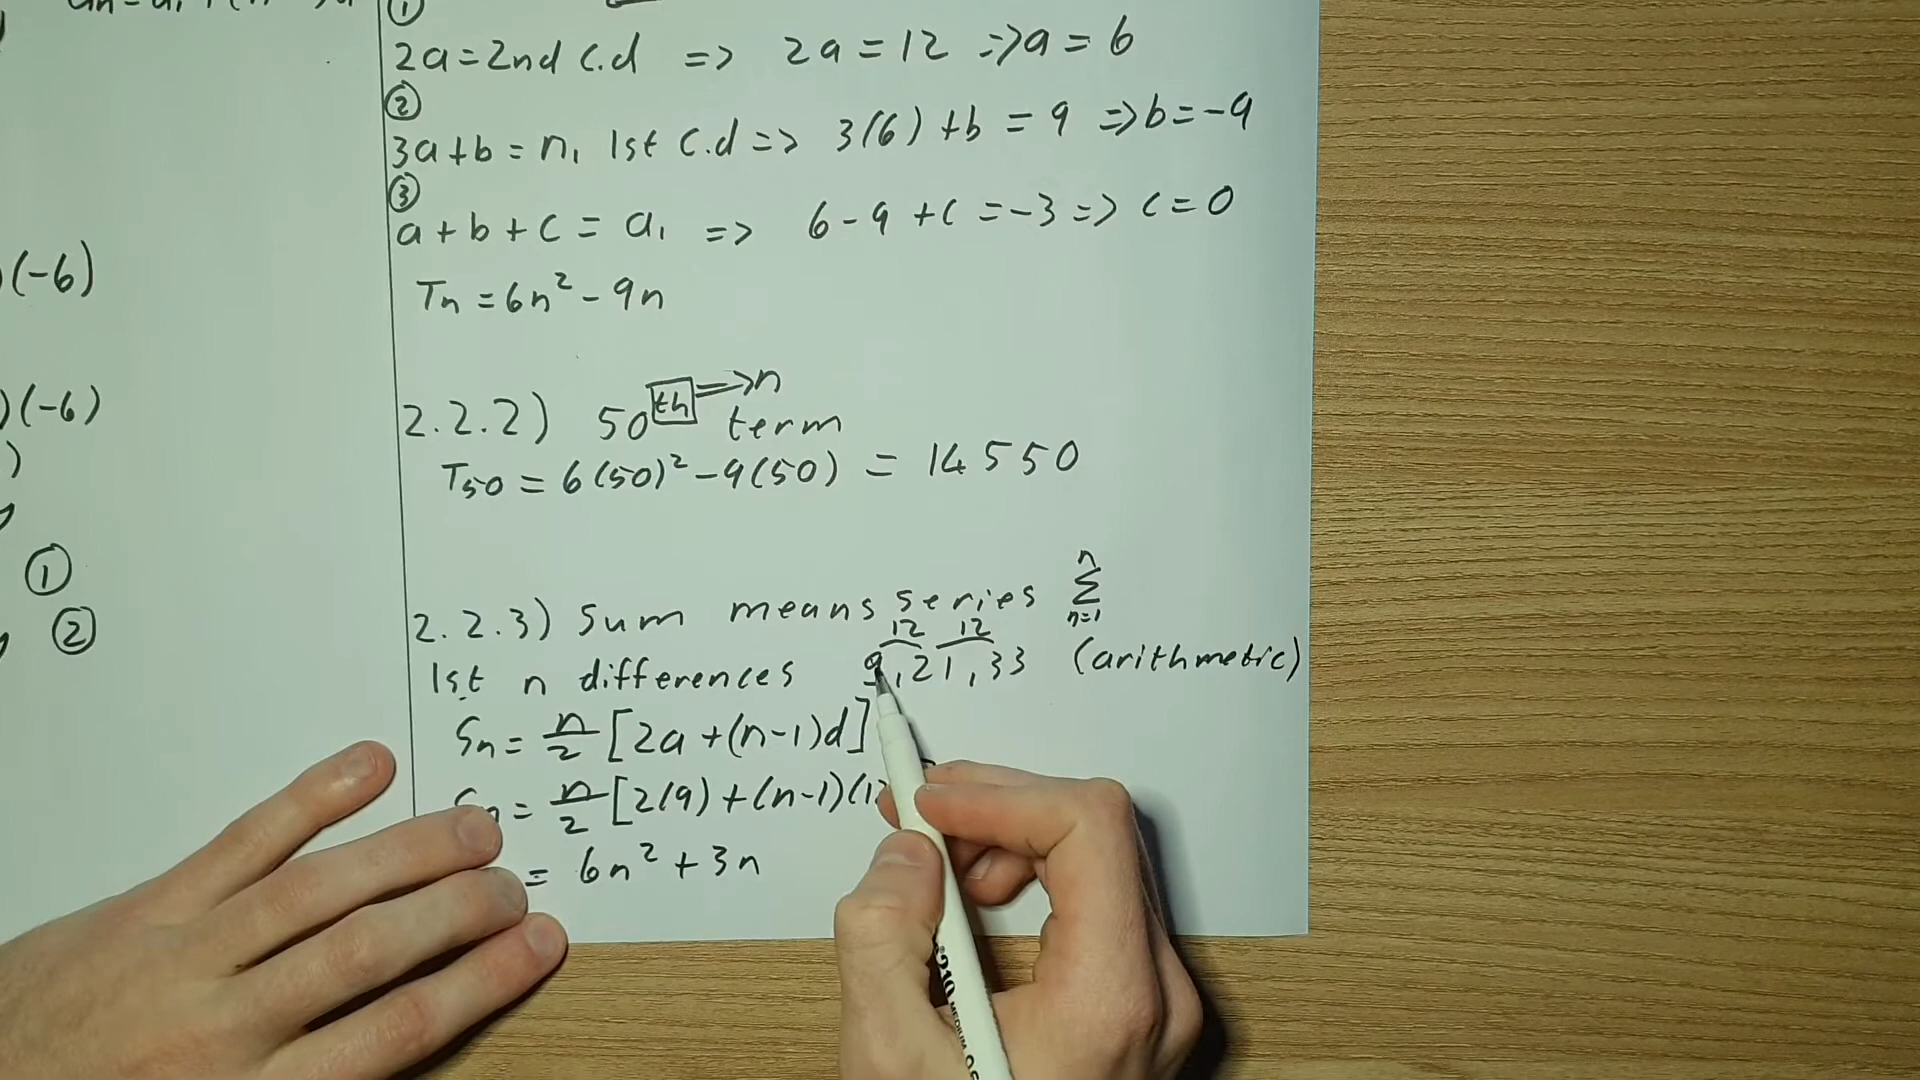 (-6)
)(-6)
)
①
②
①
2a = 2nd c.d => 2a = 12 => a = 6
②
3a + b = n₁ 1st c.d => 3(6) + b = 9 => b = -9
③
a + b + c = a₁ => 6 - 9 + c = -3 => c = 0
Tn = 6n² - 9n
2.2.2) 50th term => n
T50 = 6(50)² - 9(50) = 14 550
2.2.3) Sum means series n Σ n=1
12 12
1st n differences 9, 21, 33 (arithmetic)
Sn = n/2 [2a + (n-1)d]
= n/2 [2(9) + (n-1)(1
= 6n² + 3n